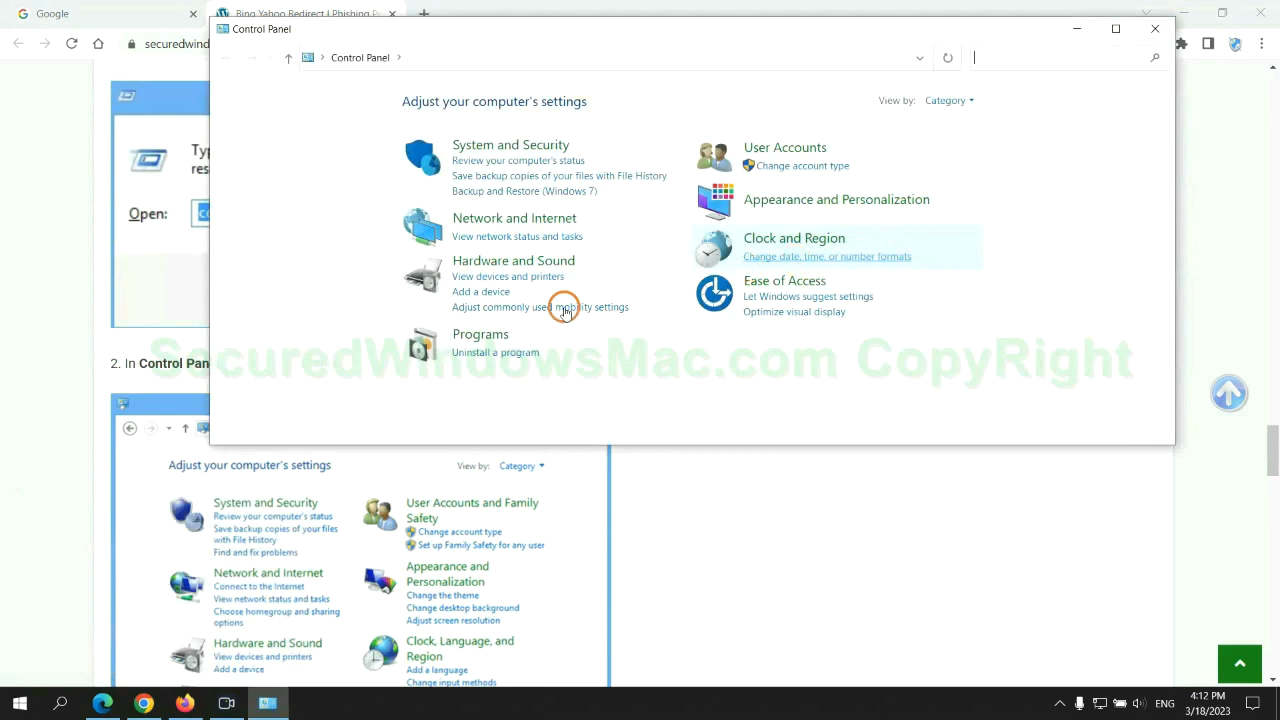 Google
Bing Yahoo Redirect | Phishing P
Control Panel
securedwind
Control Panel
Adjust your computer's settings
View by: Category
System and Security
Review your computer's status
Save backup copies of your files with File History
Backup and Restore (Windows 7)
Network and Internet
View network status and tasks
Hardware and Sound
View devices and printers
Add a device
Adjust commonly used mobility settings
Programs
Uninstall a program
User Accounts
Change account type
Appearance and Personalization
Clock and Region
Change date, time, or number formats
Ease of Access
Let Windows suggest settings
Optimize visual display
Typ
res
Open:
SecuredWindowsMac.com CopyRight
2. In Control Pan
Adjust your computer's settings
View by: Category
System and Security
Review your computer's status
Save backup copies of your files
with File History
Find and fix problems
Network and Internet
Connect to the Internet
View network status and tasks
Choose homegroup and sharing
options
Hardware and Sound
View devices and printers
Add a device
User Accounts and Family
Safety
Change account type
Set up Family Safety for any user
Appearance and
Personalization
Change the theme
Change desktop background
Adjust screen resolution
Clock, Language, and
Region
Add a language
Change input methods
ENG
4:12 PM
3/18/2023